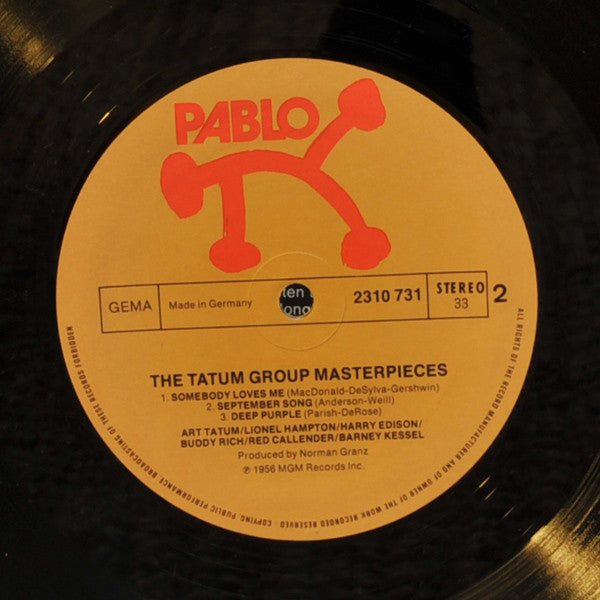 PABLO
GEMA
Made in Germany
ten
long
2310 731
STEREO
33
2
THE TATUM GROUP MASTERPIECES
1. SOMEBODY LOVES ME (MacDonald-DeSylva-Gershwin)
2. SEPTEMBER SONG (Anderson-Weill)
3. DEEP PURPLE (Parish-DeRose)
ART TATUM/LIONEL HAMPTON/HARRY EDISON/
BUDDY RICH/RED CALLENDER/BARNEY KESSEL
Produced by Norman Granz
℗ 1956 MGM Records Inc.
ALL RIGHTS OF THE RECORD MANUFACTURER AND OF OWNER OF THE WORK RECORDED RESERVED · COPYING, PUBLIC PERFORMANCE BROADCASTING OF THESE RECORDS FORBIDDEN